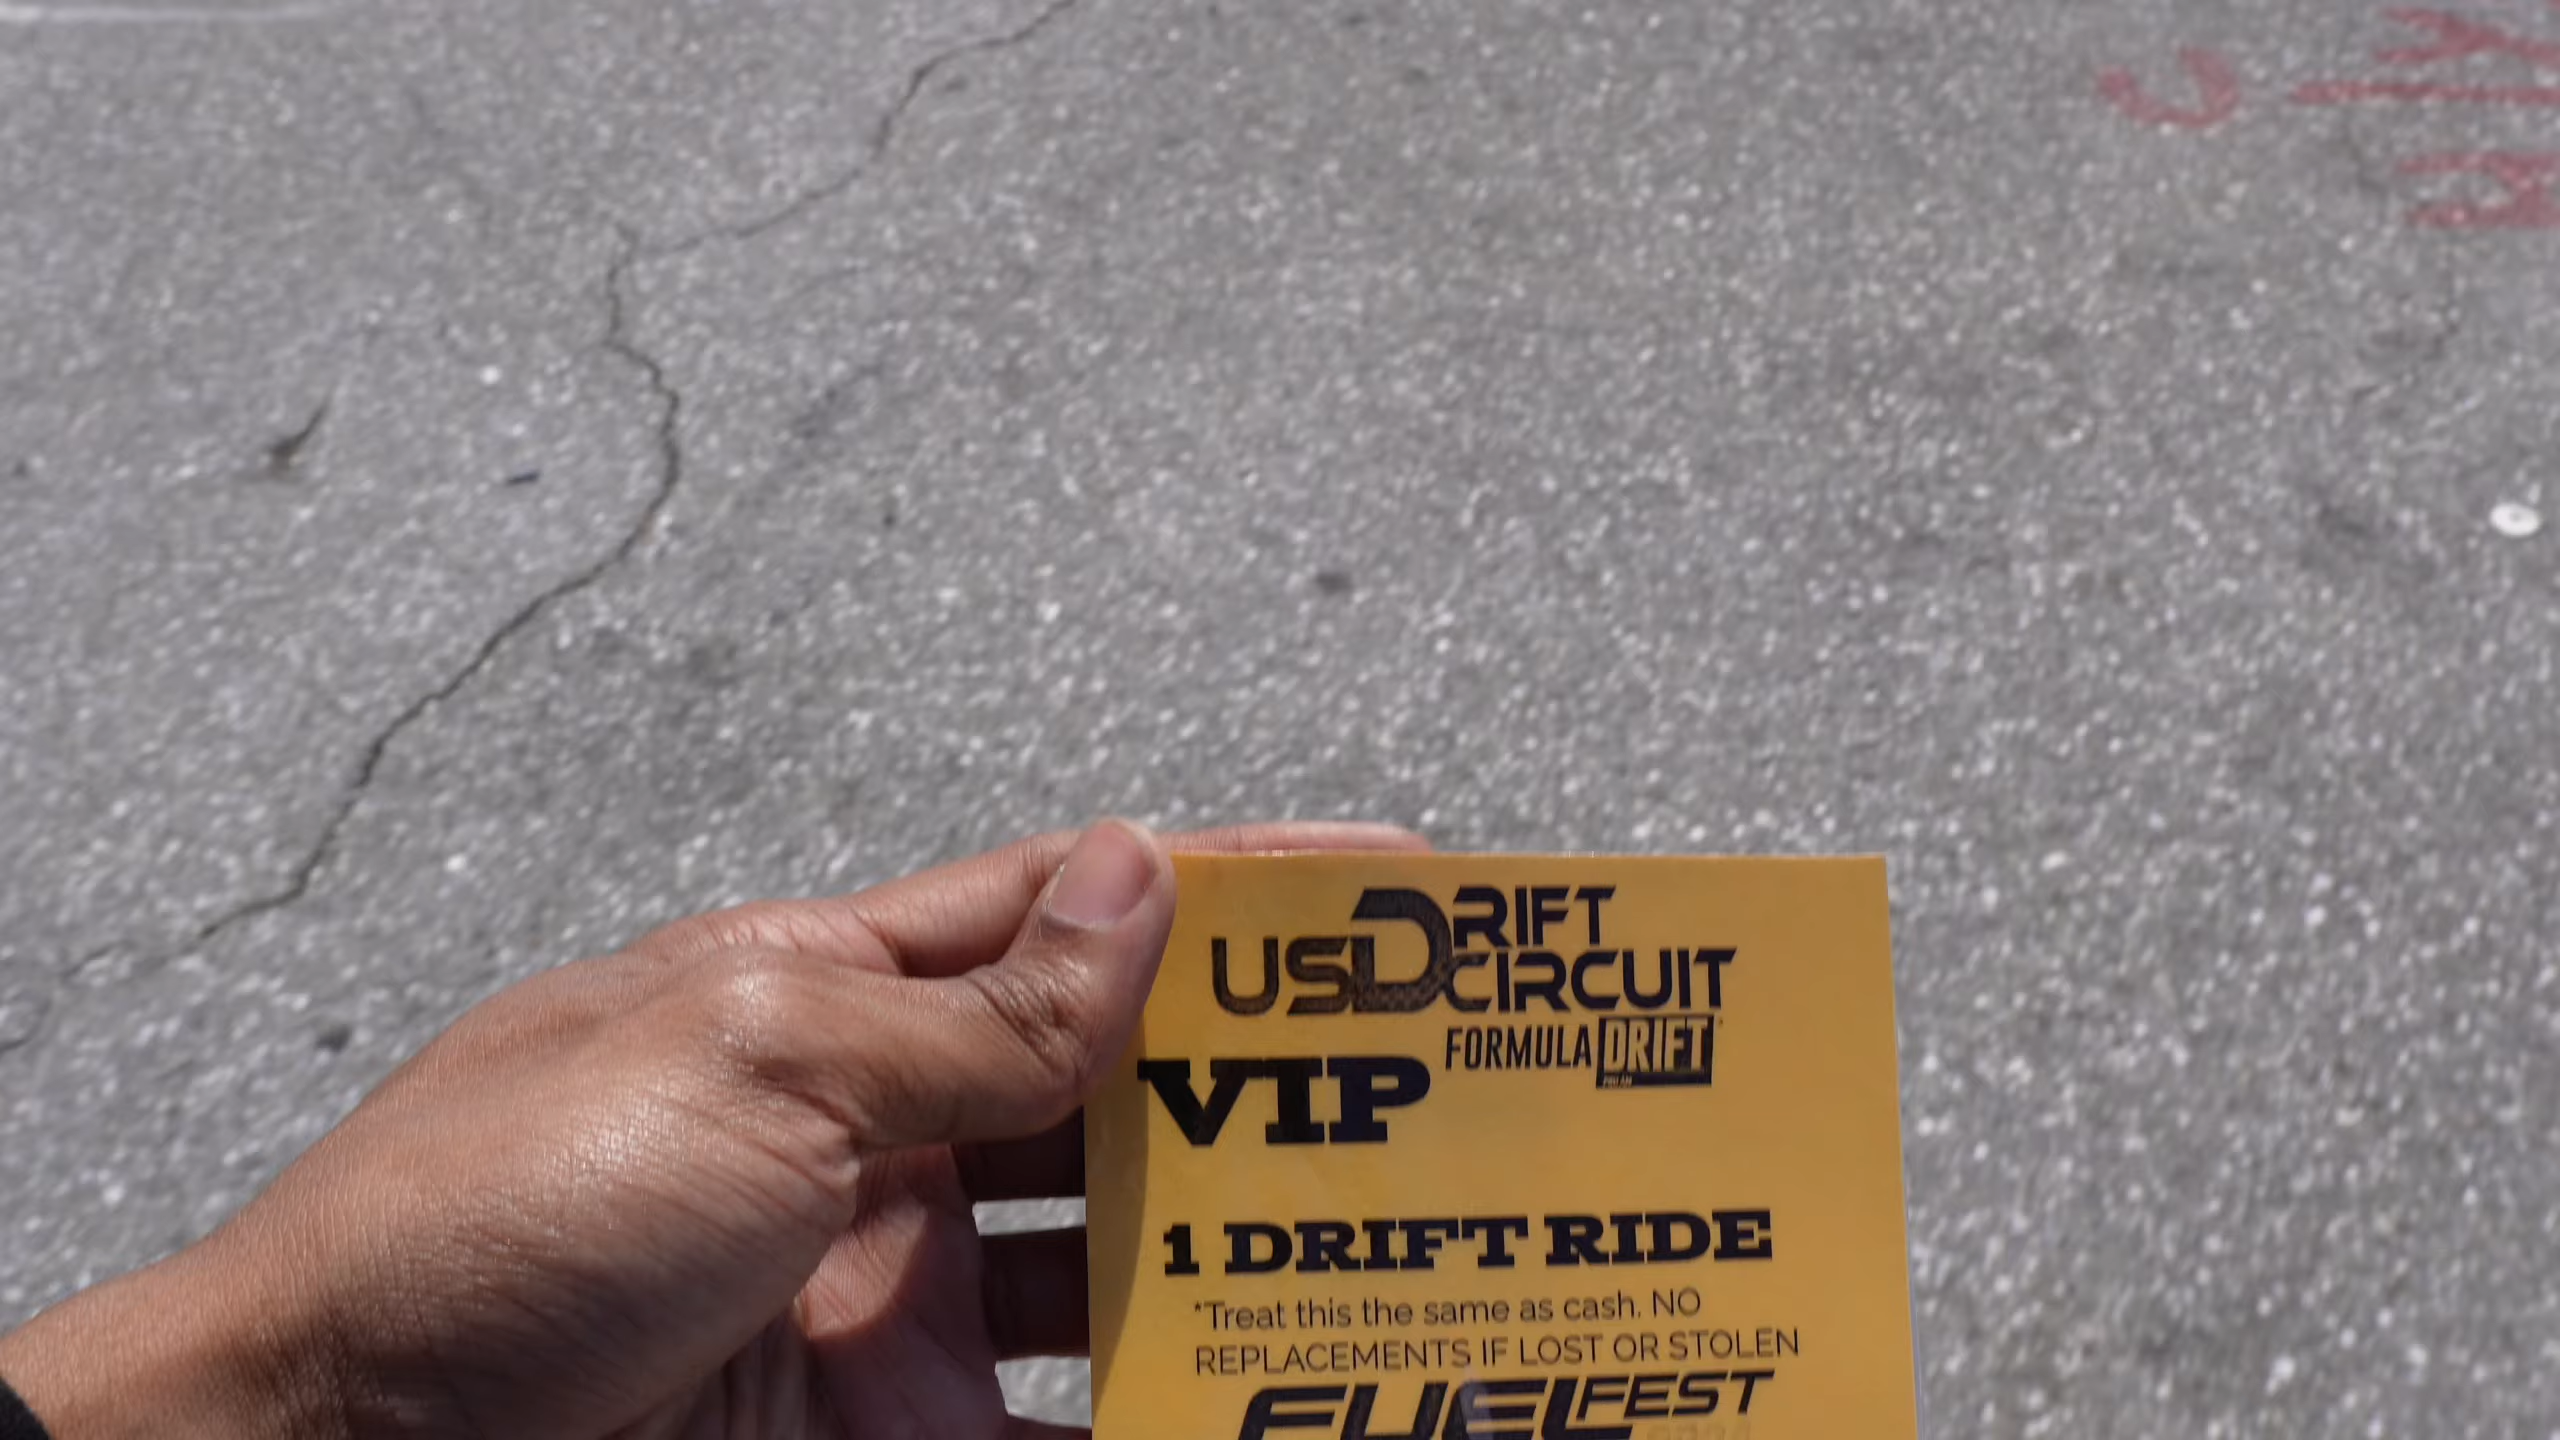 USDRIFT CIRCUIT
FORMULA DRIFT
VIP
1 DRIFT RIDE
*Treat this the same as cash. NO
REPLACEMENTS IF LOST OR STOLEN
FUELFEST